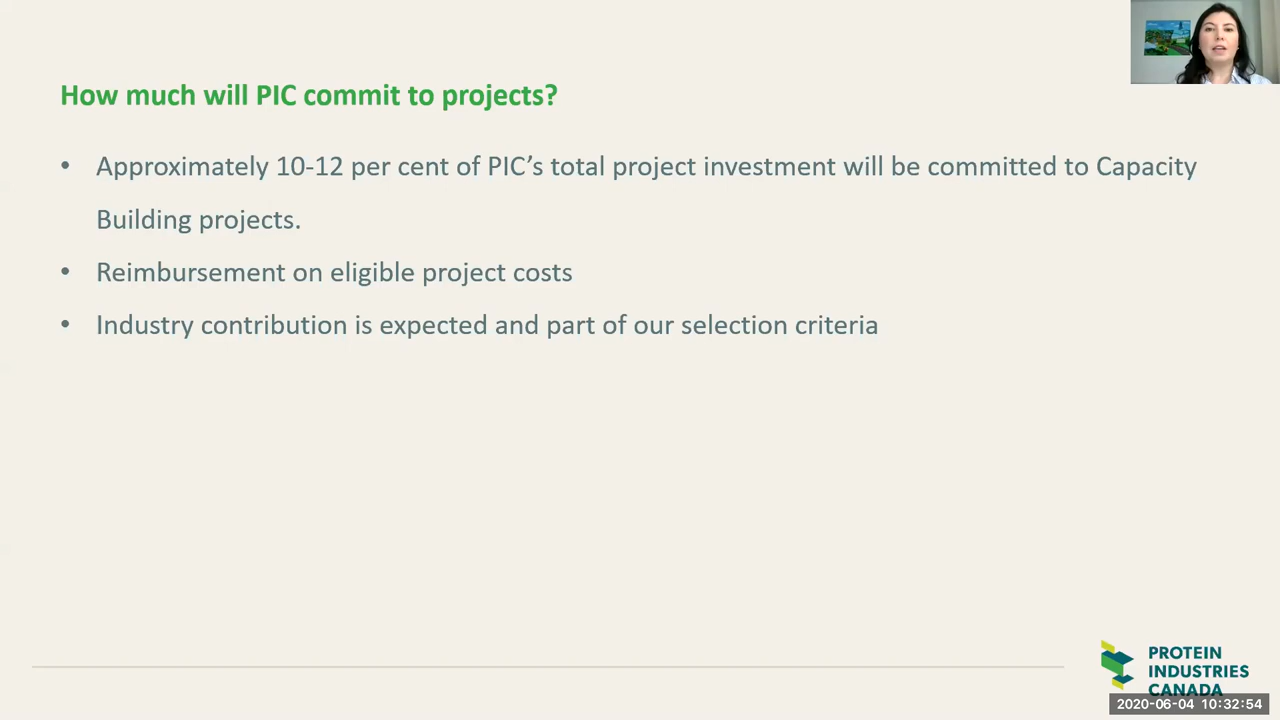 How much will PIC commit to projects?
• Approximately 10-12 per cent of PIC’s total project investment will be committed to Capacity
Building projects.
• Reimbursement on eligible project costs
• Industry contribution is expected and part of our selection criteria
PROTEIN
INDUSTRIES
CANADA
2020-06-04 10:32:54